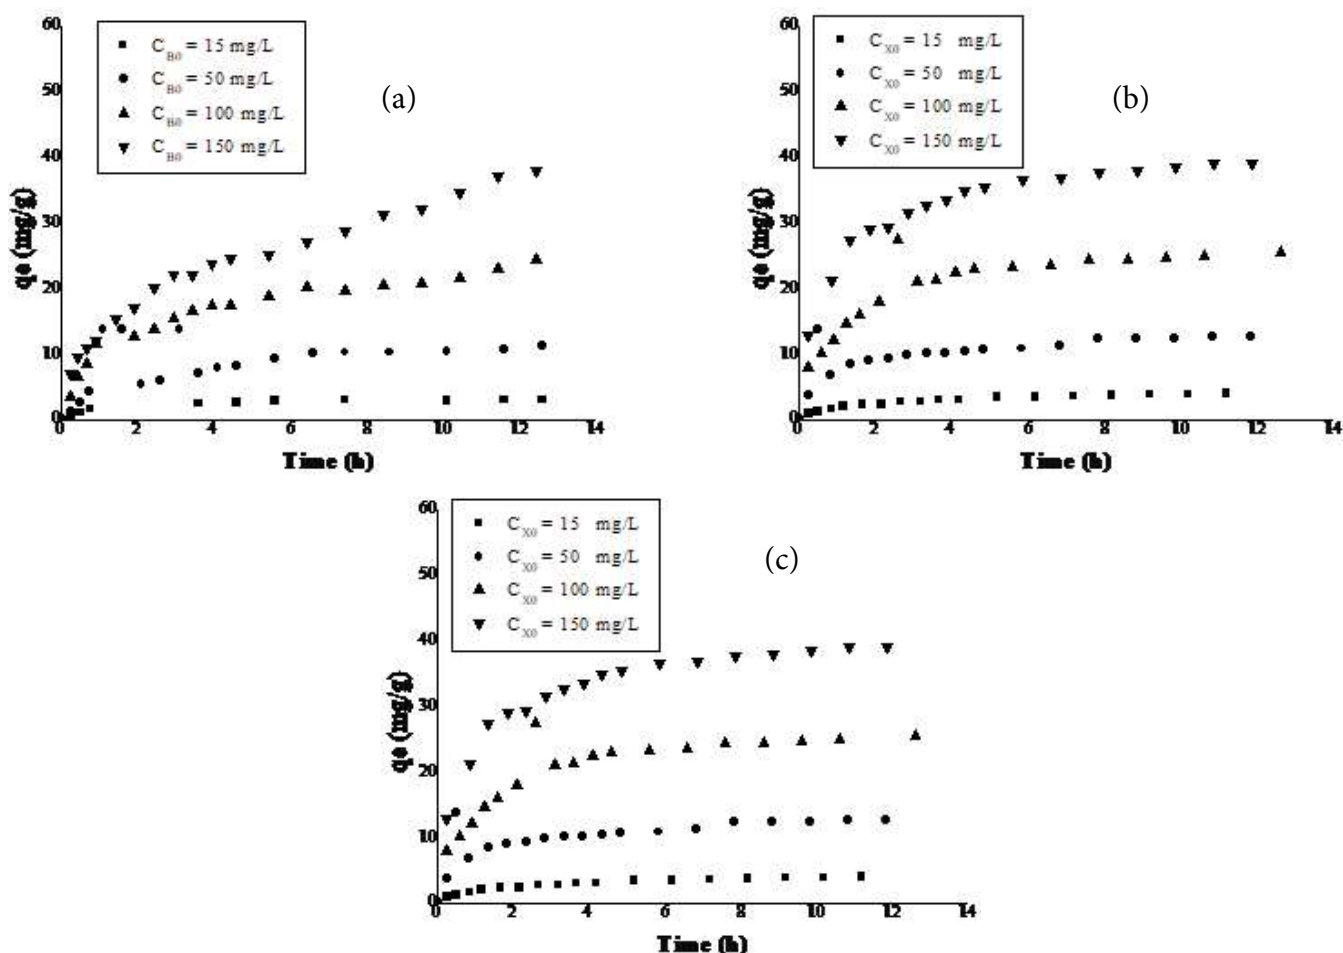 60
50
40
30
20
10
0
qe (mg/g)
C_B0 = 15 mg/L
C_B0 = 50 mg/L
C_B0 = 100 mg/L
C_B0 = 150 mg/L
(a)
0 2 4 6 8 10 12 14
Time (h)
60
50
40
30
20
10
0
qe (mg/g)
C_X0 = 15 mg/L
C_X0 = 50 mg/L
C_X0 = 100 mg/L
C_X0 = 150 mg/L
(b)
0 2 4 6 8 10 12 14
Time (h)
60
50
40
30
20
10
0
qe (mg/g)
C_X0 = 15 mg/L
C_X0 = 50 mg/L
C_X0 = 100 mg/L
C_X0 = 150 mg/L
(c)
0 2 4 6 8 10 12 14
Time (h)